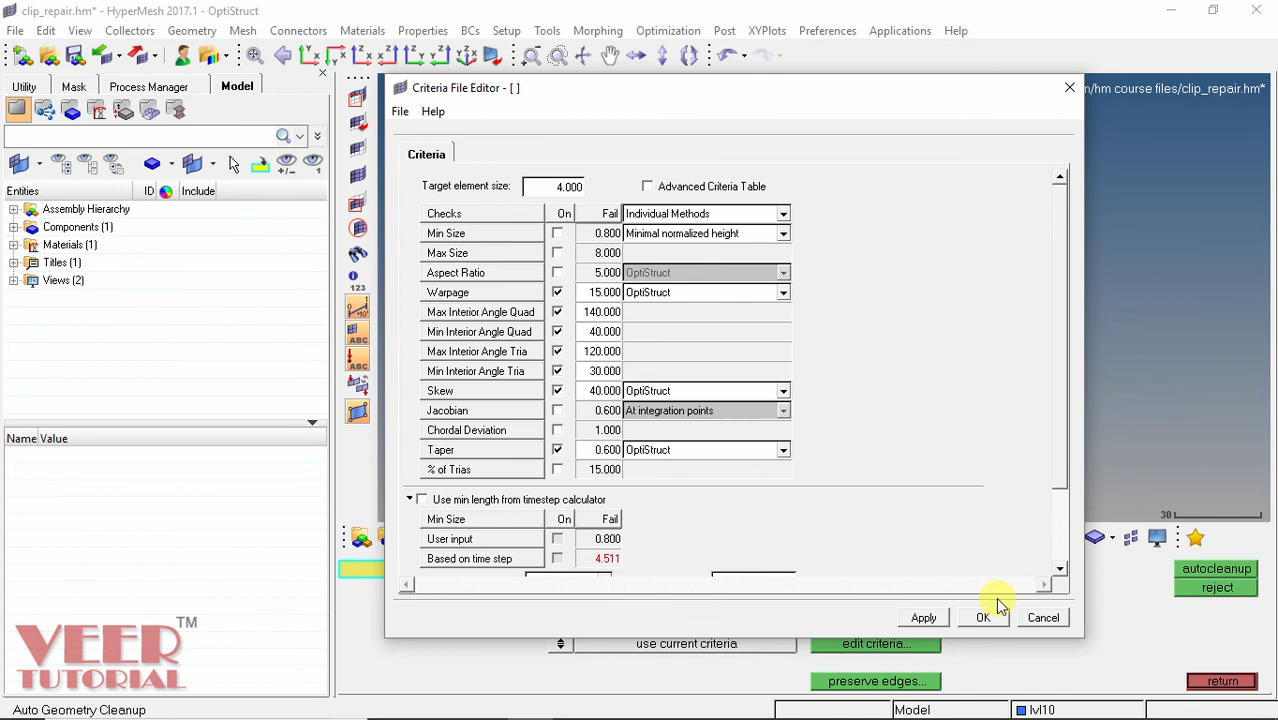 clip_repair.hm* - HyperMesh 2017.1 - OptiStruct
File Edit View Collectors Geometry Mesh Connectors Materials Properties BCs Setup Tools Morphing Optimization Post XYPlots Preferences Applications Help
Utility Mask Process Manager Model
Entities ID Include
Assembly Hierarchy
Components (1)
Materials (1)
Titles (1)
Views (2)
Name Value
123
ABC
ABC
Criteria File Editor - [ ]
File Help
Criteria
Target element size: 4.000 Advanced Criteria Table
Checks On Fail Individual Methods
Min Size 0.800 Minimal normalized height
Max Size 8.000
Aspect Ratio 5.000 OptiStruct
Warpage 15.000 OptiStruct
Max Interior Angle Quad 140.000
Min Interior Angle Quad 40.000
Max Interior Angle Tria 120.000
Min Interior Angle Tria 30.000
Skew 40.000 OptiStruct
Jacobian 0.600 At integration points
Chordal Deviation 1.000
Taper 0.600 OptiStruct
% of Trias 15.000
Use min length from timestep calculator
Min Size On Fail
User input 0.800
Based on time step 4.511
Apply OK Cancel
n/hm course files/clip_repair.hm*
30
autocleanup
reject
use current criteria edit criteria...
preserve edges... return
VEER TM
TUTORIAL
Auto Geometry Cleanup Model lvl10